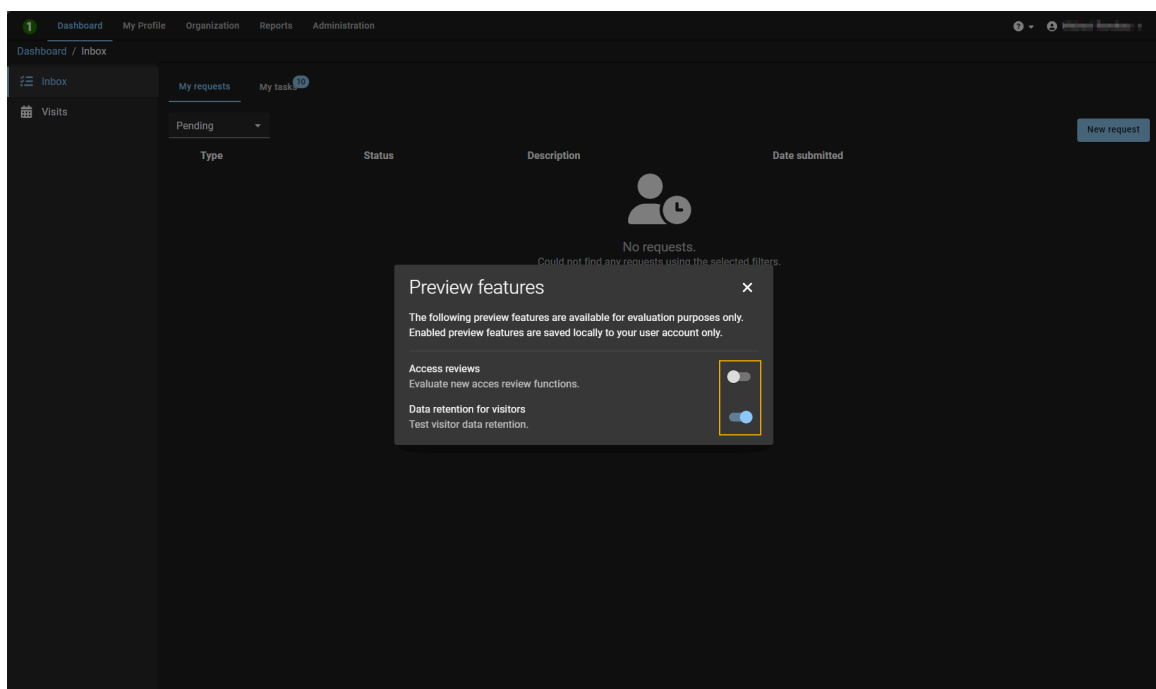 1 Dashboard My Profile Organization Reports Administration
Dashboard / Inbox
Inbox
My requests My tasks 10
Visits
Pending
New request
Type Status Description Date submitted
No requests.
Could not find any requests using the selected filters.
Preview features
The following preview features are available for evaluation purposes only.
Enabled preview features are saved locally to your user account only.
Access reviews
Evaluate new acces review functions.
Data retention for visitors
Test visitor data retention.